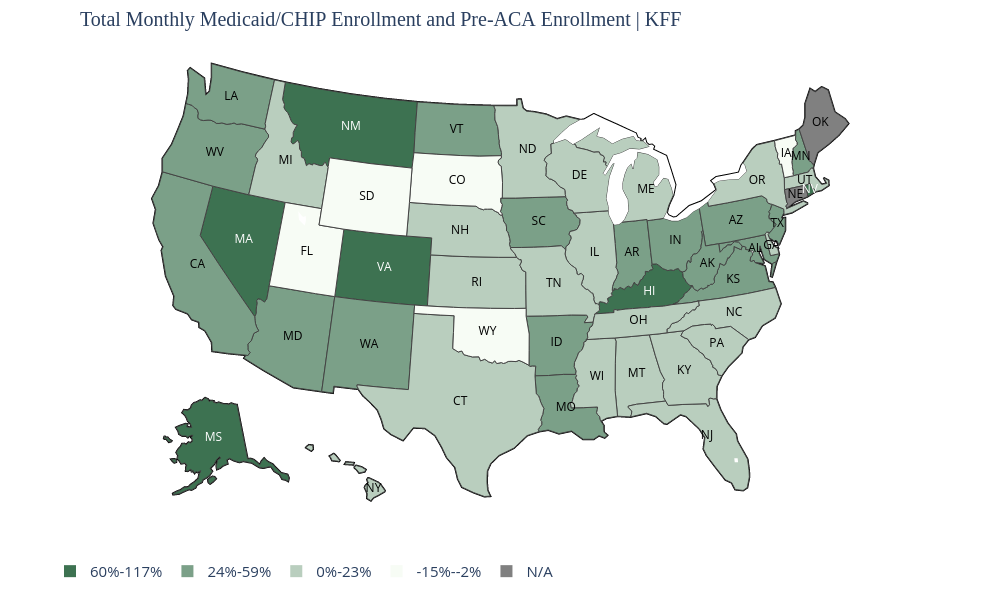 Total Monthly Medicaid/CHIP Enrollment and Pre-ACA Enrollment | KFF
LA
NM
VT
ND
OK
WV
MI
SD
CO
DE
ME
OR
IA
MN
UT
NV
NE
CA
MA
FL
VA
NH
SC
IL
AR
IN
AZ
TX
AK
AL
GA
KS
RI
TN
HI
NC
MD
WA
WY
ID
OH
PA
WI
MT
KY
CT
MO
NJ
MS
NY
60%-117%
24%-59%
0%-23%
-15%--2%
N/A